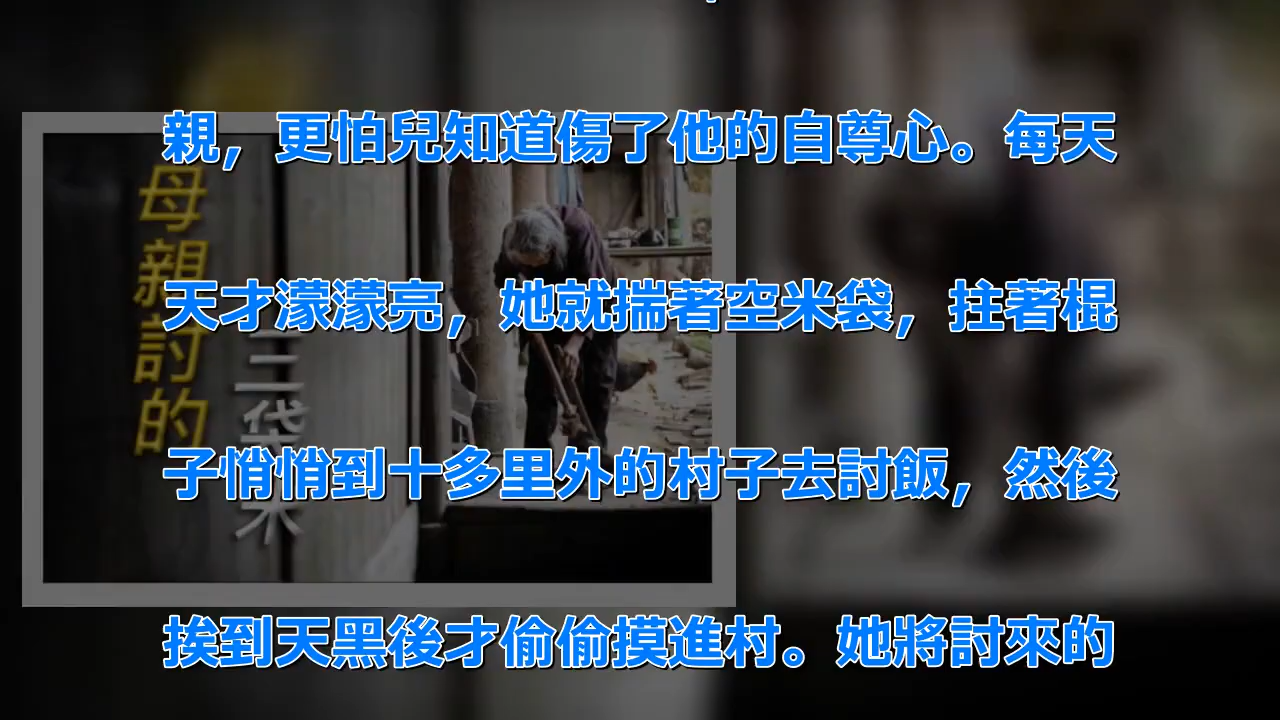 親，更怕兒知道傷了他的自尊心。每天
天才濛濛亮，她就揣著空米袋，拄著棍
子悄悄到十多里外的村子去討飯，然後
挨到天黑後才偷偷摸進村。她將討來的
母親討的
三袋米